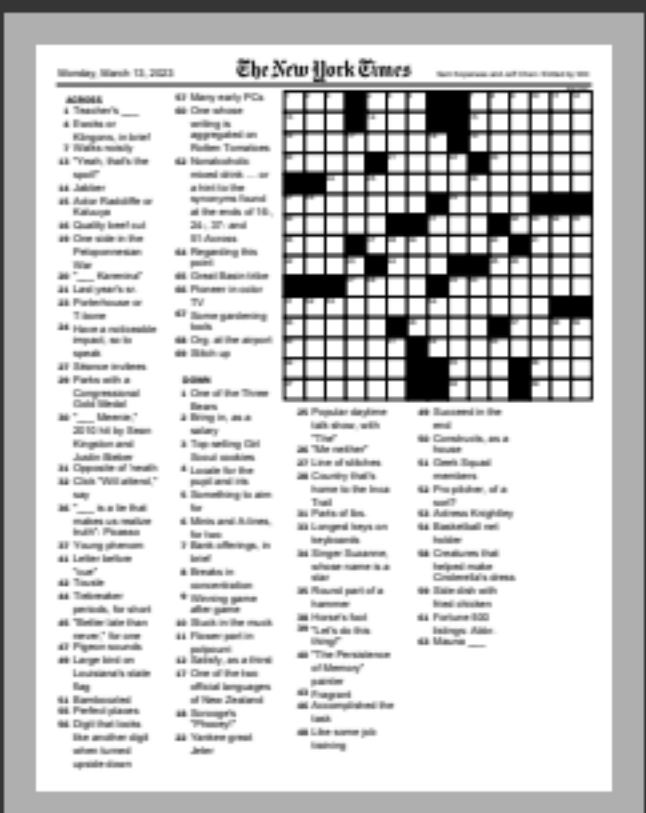 Monday, March 13, 2023
The New York Times
ACROSS
1 Teacher's ___
4 Ewoks or
Klingons, in brief
7 Walks noisily
13 "Yeah, that's the
spot!"
14 Jabber
15 Actor Radcliffe or
Kaluuya
16 Quality beef cut
19 One side in the
Peloponnesian
War
20 "___ Karenina"
21 Last year's sr.
23 Porterhouse or
T-bone
24 Have a noticeable
impact, so to
speak
27 Séance invitees
29 Parks with a
Congressional
Gold Medal
30 "___ Meenie,"
2010 hit by Sean
Kingston and
Justin Bieber
31 Opposite of 'neath
32 Click "Will attend,"
say
36 "___ is a lie that
makes us realize
truth": Picasso
37 Young phenom
41 Letter before
"cue"
42 Tousle
44 Tiebreaker
periods, for short
45 "Better late than
never," for one
47 Pigeon sounds
49 Large bird on
Louisiana's state
flag
51 Bamboozled
55 Perfect places
56 Digit that looks
like another digit
when turned
upside down
57 Many early PCs
60 One whose
writing is
aggregated on
Rotten Tomatoes
62 Nonalcoholic
mixed drink ... or
a hint to the
synonyms found
at the ends of 16-,
24-, 37- and
51-Across
64 Regarding this
point
65 Great Basin tribe
66 Pioneer in color
TV
67 Some gardening
tools
68 Org. at the airport
69 Stitch up
DOWN
1 One of the Three
Bears
2 Bring in, as a
salary
3 Top-selling Girl
Scout cookies
4 Locale for the
pupil and iris
5 Something to aim
for
6 Minis and A-lines,
for two
7 Bank offerings, in
brief
8 Breaks in
concentration
9 Winning game
after game
10 Stuck in the muck
11 Flower part in
potpourri
12 Satisfy, as a thirst
17 One of the two
official languages
of New Zealand
18 Scrooge's
"Phooey!"
22 Yankee great
Jeter
25 Popular daytime
talk show, with
"The"
26 "Me neither"
27 Line of stitches
28 Country that's
home to the Inca
Trail
31 Parts of lbs.
33 Longest keys on
keyboards
34 Singer Suzanne,
whose name is a
star
35 Round part of a
hammer
38 Horse's foot
39 "Let's do this
thing!"
40 "The Persistence
of Memory"
painter
43 Fragrant
46 Accomplished the
task
48 Like some job
training
49 Succeed in the
end
50 Constructs, as a
house
51 Geek Squad
members
52 Pro pitcher, of a
sort?
53 Actress Knightley
54 Basketball net
holder
58 Creatures that
helped make
Cinderella's dress
59 Side dish with
fried chicken
61 Fortune 500
listings: Abbr.
63 Mauna ___